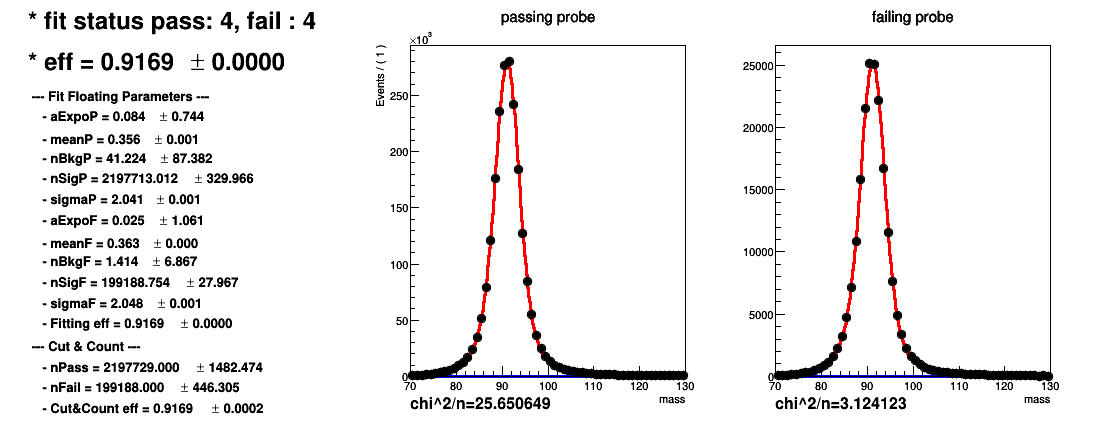 * fit status pass: 4, fail : 4
* eff = 0.9169 ± 0.0000
--- Fit Floating Parameters ---
- aExpoP = 0.084 ± 0.744
- meanP = 0.356 ± 0.001
- nBkgP = 41.224 ± 87.382
- nSigP = 2197713.012 ± 329.966
- sigmaP = 2.041 ± 0.001
- aExpoF = 0.025 ± 1.061
- meanF = 0.363 ± 0.000
- nBkgF = 1.414 ± 6.867
- nSigF = 199188.754 ± 27.967
- sigmaF = 2.048 ± 0.001
- Fitting eff = 0.9169 ± 0.0000
--- Cut & Count ---
- nPass = 2197729.000 ± 1482.474
- nFail = 199188.000 ± 446.305
- Cut&Count eff = 0.9169 ± 0.0002
passing probe
×10³
Events / ( 1 )
250
200
150
100
50
0
70 80 90 100 110 120 130
mass
chi^2/n=25.650649
failing probe
25000
20000
15000
10000
5000
0
70 80 90 100 110 120 130
mass
chi^2/n=3.124123